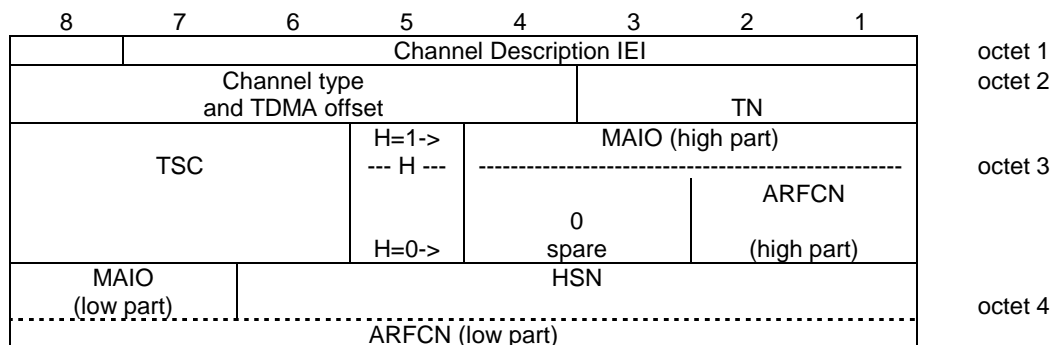 8 7 6 5 4 3 2 1
Channel Description IEI octet 1
Channel type octet 2
and TDMA offset TN
H=1-> MAIO (high part)
TSC --- H --- ---------------------------------------------------- octet 3
ARFCN
0
H=0-> spare (high part)
MAIO HSN
(low part) octet 4
ARFCN (low part)